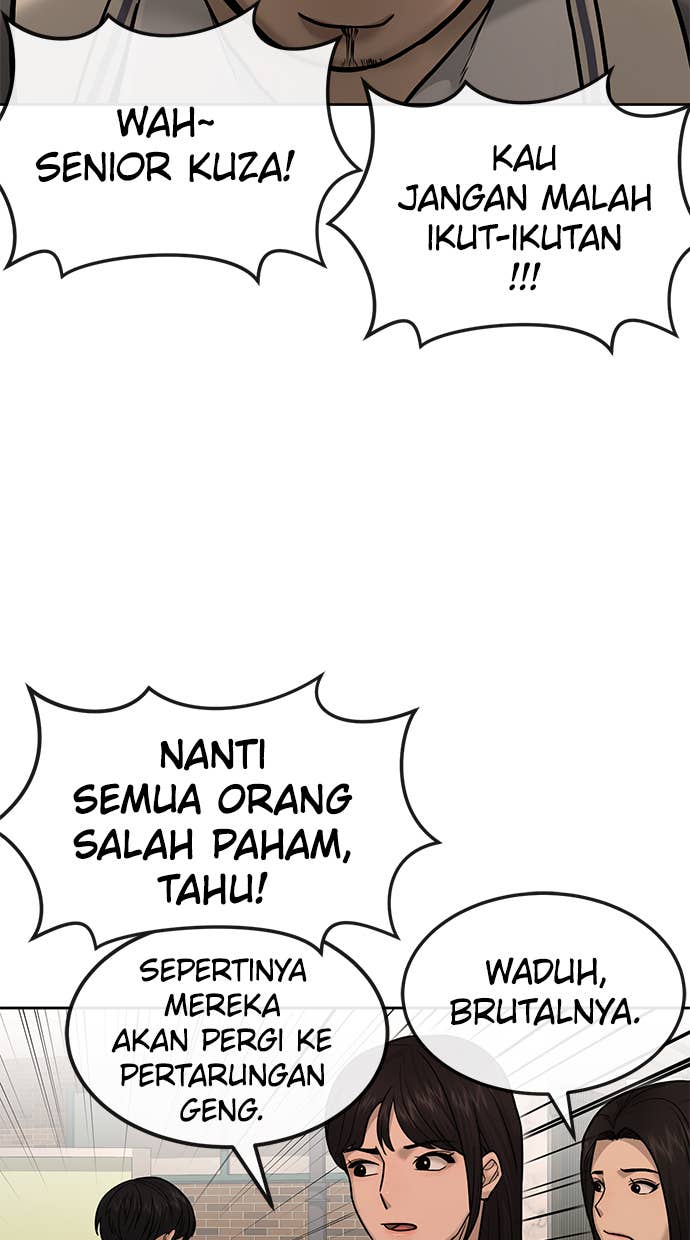 WAH~
SENIOR KUZA!
KAU
JANGAN MALAH
IKUT-IKUTAN
!!!
NANTI
SEMUA ORANG
SALAH PAHAM,
TAHU!
SEPERTINYA
MEREKA
AKAN PERGI KE
PERTARUNGAN
GENG.
WADUH,
BRUTALNYA.